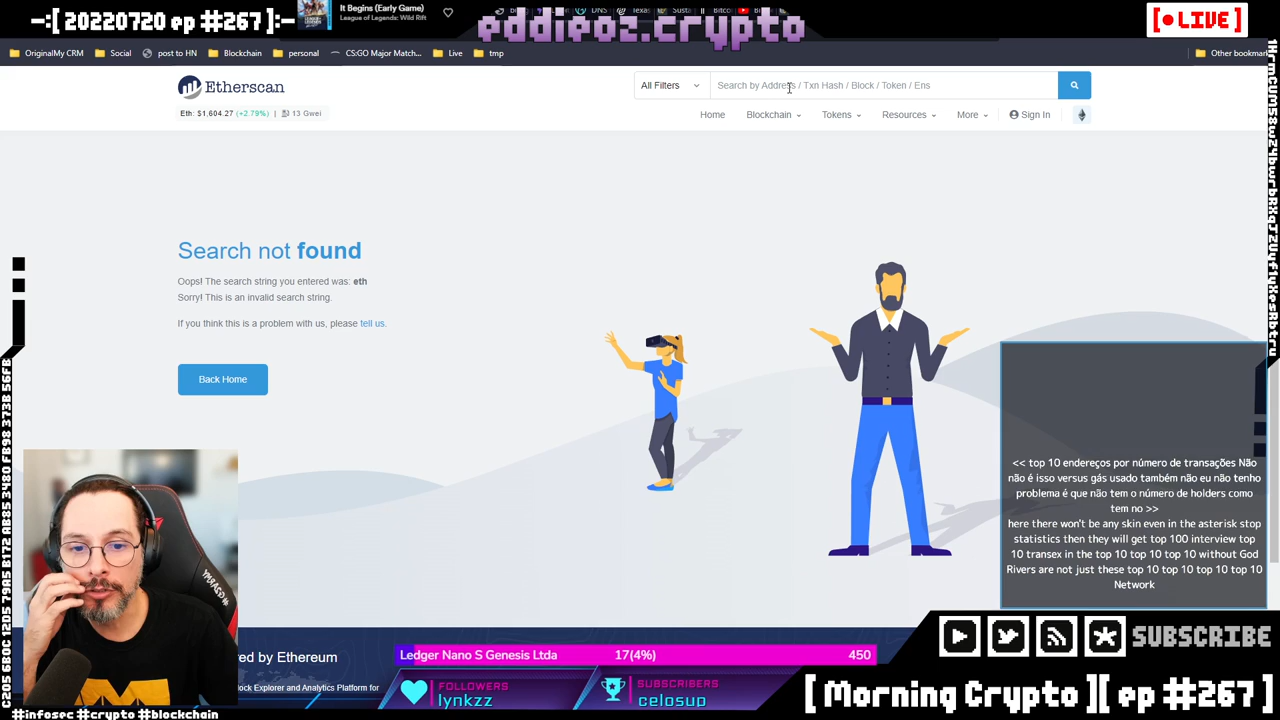 —:[ 20220720 ep #267 ]:—
It Begins (Early Game)
League of Legends: Wild Rift
DNS
eddieoz.crypto
[• LIVE]
OriginalMy CRM
Social
post to HN
Blockchain
personal
CS:GO Major Match...
Live
tmp
Other bookmar
Etherscan
All Filters
Search by Address / Txn Hash / Block / Token / Ens
Eth: $1,604.27 (+2.79%) | 13 Gwei
Home
Blockchain
Tokens
Resources
More
Sign In
Search not found
Oops! The search string you entered was: eth
Sorry! This is an invalid search string.
If you think this is a problem with us, please tell us.
Back Home
<< top 10 endereços por número de transações Não
não é isso versus gás usado também não eu não tenho
problema é que não tem o número de holders como
tem no >>
here there won't be any skin even in the asterisk stop
statistics then they will get top 100 interview top
10 transex in the top 10 top 10 top 10 without God
Rivers are not just these top 10 top 10 top 10 top 10
Network
ed by Ethereum
lock Explorer and Analytics Platform for
Ledger Nano S Genesis Ltda
17(4%)
450
FOLLOWERS
lynkzz
SUBSCRIBERS
celosup
SUBSCRIBE
[ Morning Crypto ][ ep #267 ]
#infosec #crypto #blockchain